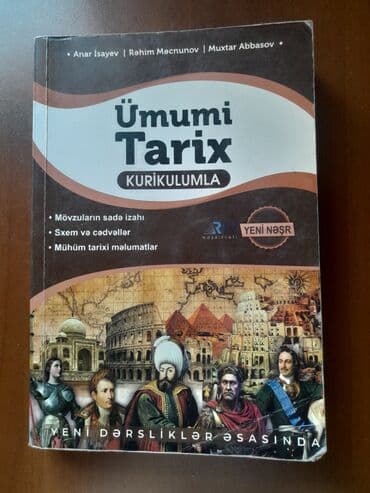 • Anar İsayev | Rəhim Məcnunov | Muxtar Abbasov •
Ümumi
Tarix
KURİKULUMLA
• Mövzuların sadə izahı
• Sxem və cədvəllər
• Mühüm tarixi məlumatlar
YENİ NƏŞR
YENİ DƏRSLİKLƏR ƏSASINDA